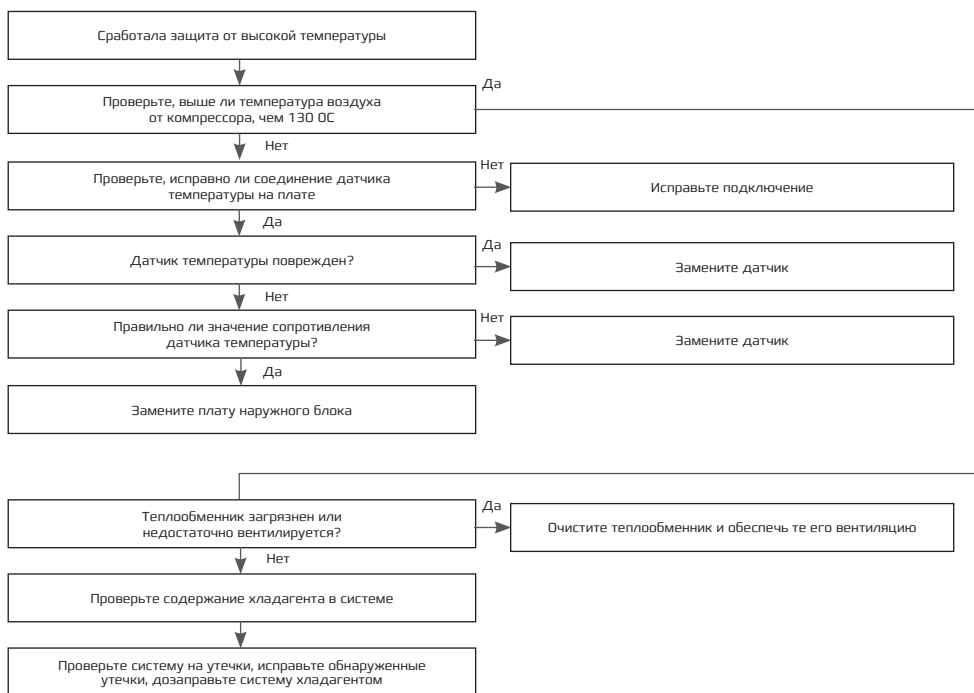 Сработала защита от высокой температуры
Да
Проверьте, выше ли температура воздуха
от компрессора, чем 130 0С
Нет
Проверьте, исправно ли соединение датчика
температуры на плате
Нет
Исправьте подключение
Да
Датчик температуры поврежден?
Да
Замените датчик
Нет
Правильно ли значение сопротивления
датчика температуры?
Нет
Замените датчик
Да
Замените плату наружного блока
Теплообменник загрязнен или
недостаточно вентилируется?
Да
Очистите теплообменник и обеспечь те его вентиляцию
Нет
Проверьте содержание хладагента в системе
Проверьте систему на утечки, исправьте обнаруженные
утечки, дозаправьте систему хладагентом